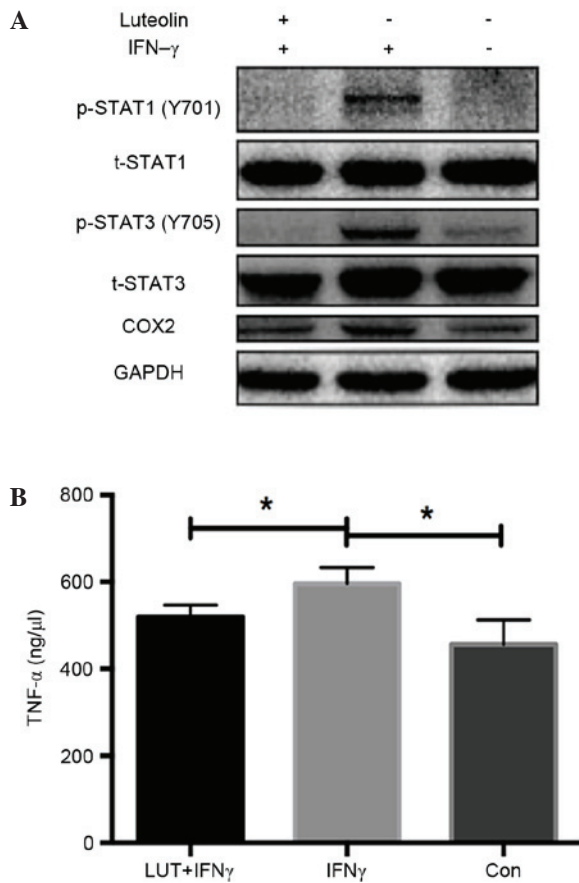 A
Luteolin + - -
IFN–γ + + -
p-STAT1 (Y701)
t-STAT1
p-STAT3 (Y705)
t-STAT3
COX2
GAPDH
B
800
600
400
200
0
TNF-α (ng/µl)
* *
LUT+IFNγ IFNγ Con